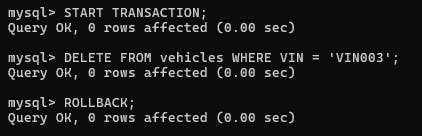 mysql> START TRANSACTION;
Query OK, 0 rows affected (0.00 sec)
mysql> DELETE FROM vehicles WHERE VIN = 'VIN003';
Query OK, 0 rows affected (0.00 sec)
mysql> ROLLBACK;
Query OK, 0 rows affected (0.00 sec)